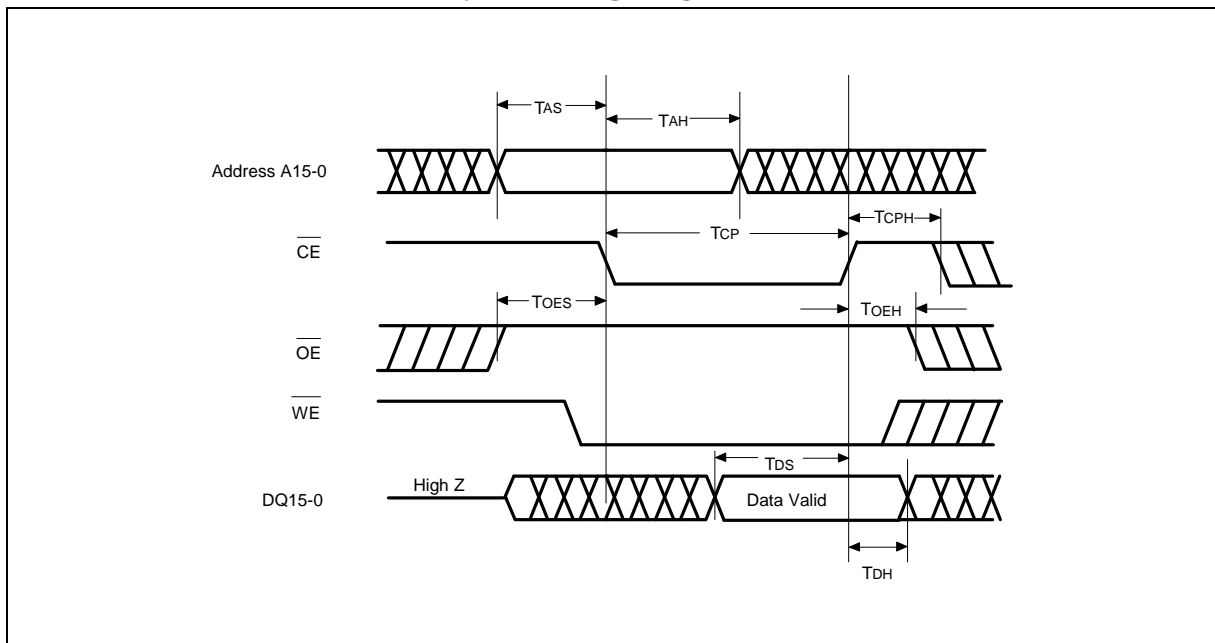 TAS
TAH
Address A15-0
TCPH
TCP
CE
TOES
TOEH
OE
WE
TDS
High Z
DQ15-0
Data Valid
TDH